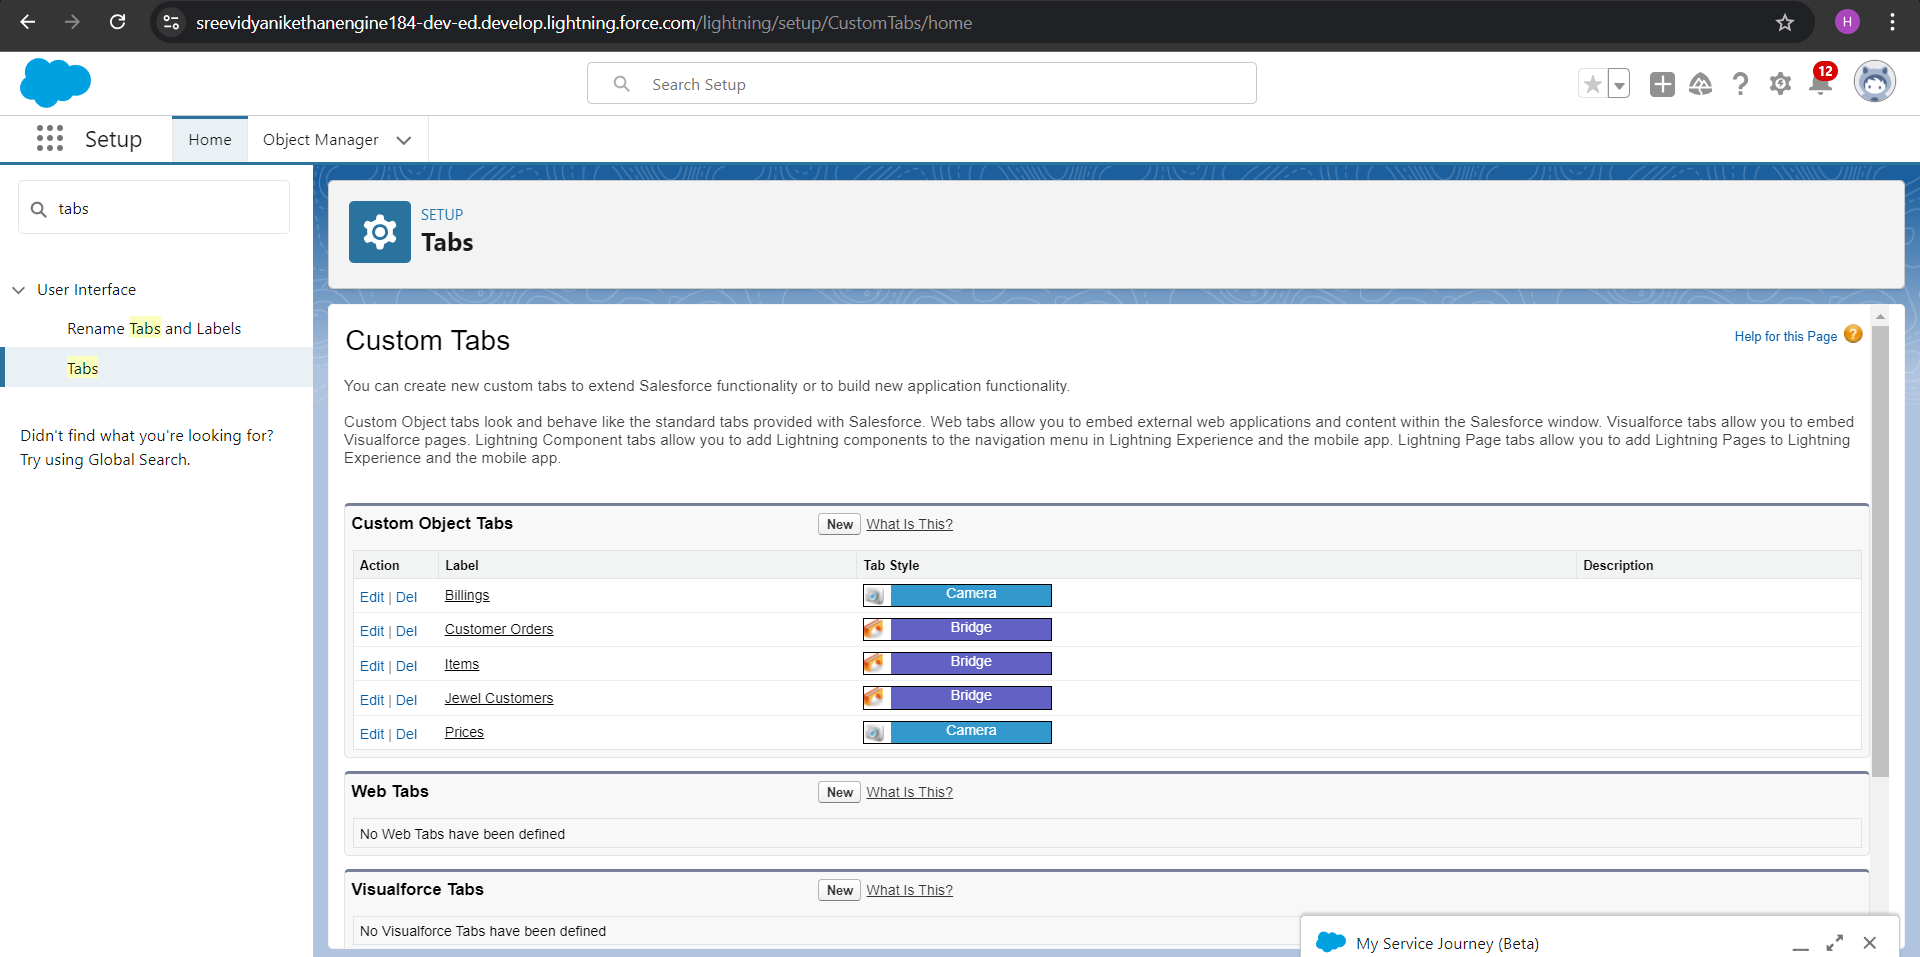 sreevidyanikethanengine184-dev-ed.develop.lightning.force.com/lightning/setup/CustomTabs/home
H
Search Setup
12
Setup
Home
Object Manager
tabs
User Interface
Rename Tabs and Labels
Tabs
Didn't find what you're looking for?
Try using Global Search.
SETUP
Tabs
Custom Tabs
Help for this Page ?
You can create new custom tabs to extend Salesforce functionality or to build new application functionality.
Custom Object tabs look and behave like the standard tabs provided with Salesforce. Web tabs allow you to embed external web applications and content within the Salesforce window. Visualforce tabs allow you to embed
Visualforce pages. Lightning Component tabs allow you to add Lightning components to the navigation menu in Lightning Experience and the mobile app. Lightning Page tabs allow you to add Lightning Pages to Lightning
Experience and the mobile app.
Custom Object Tabs New What Is This?
Action Label Tab Style Description
Edit | Del Billings Camera
Edit | Del Customer Orders Bridge
Edit | Del Items Bridge
Edit | Del Jewel Customers Bridge
Edit | Del Prices Camera
Web Tabs New What Is This?
No Web Tabs have been defined
Visualforce Tabs New What Is This?
No Visualforce Tabs have been defined
My Service Journey (Beta)